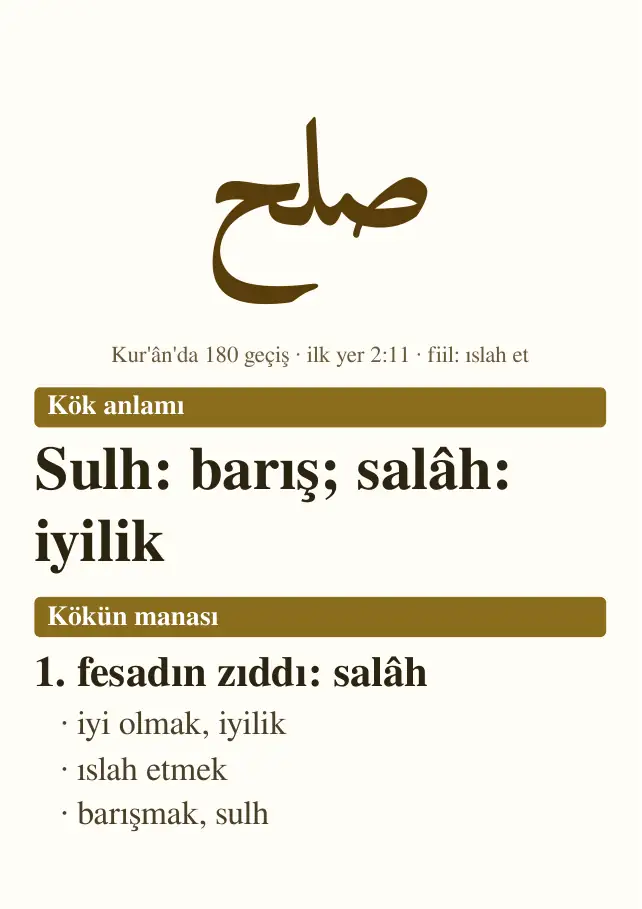 صلح
Kur'ân'da 180 geçiş · ilk yer 2:11 · fiil: ıslah et
Kök anlamı
Sulh: barış; salâh:
iyilik
Kökün manası
1. fesadın zıddı: salâh
· iyi olmak, iyilik
· ıslah etmek
· barışmak, sulh